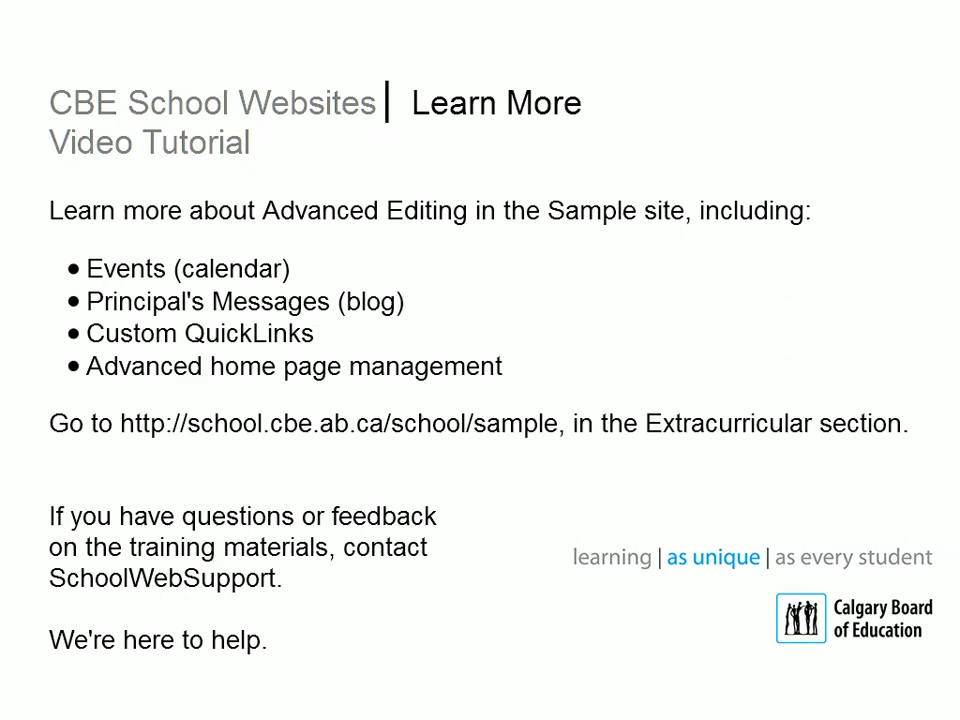 CBE School Websites | Learn More
Video Tutorial
Learn more about Advanced Editing in the Sample site, including:
• Events (calendar)
• Principal's Messages (blog)
• Custom QuickLinks
• Advanced home page management
Go to http://school.cbe.ab.ca/school/sample, in the Extracurricular section.
If you have questions or feedback
on the training materials, contact
SchoolWebSupport.
We're here to help.
learning | as unique | as every student
Calgary Board
of Education